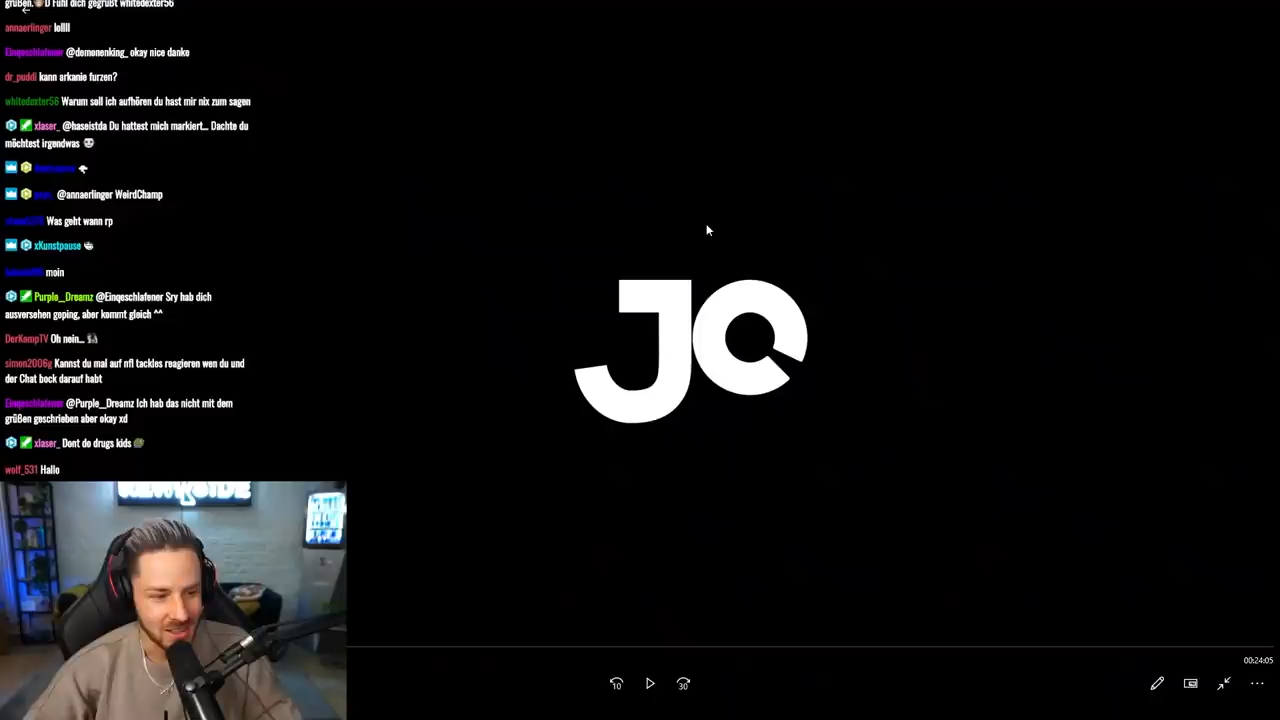 grüßen. D Fühl dich gegrüßt whitedexter56
annaerlinger lollll
Einqeschlafener @demonenking_ okay nice danke
dr_puddi kann arkanie furzen?
whitedexter56 Warum soll ich aufhören du hast mir nix zum sagen
xlaser_ @haseistda Du hattest mich markiert... Dachte du
möchtest irgendwas
@annaerlinger WeirdChamp
Was geht wann rp
xKunstpause
moin
Purple__Dreamz @Einqeschlafener Sry hab dich
ausversehen geping, aber kommt gleich ^^
DerKampTV Oh nein...
simon2006g Kannst du mal auf nfl tackles reagieren wen du und
der Chat bock darauf habt
Einqeschlafener @Purple__Dreamz Ich hab das nicht mit dem
grüßen geschrieben aber okay xd
xlaser_ Dont do drugs kids
wolf_531 Hallo
JO
00:24:05
10
30